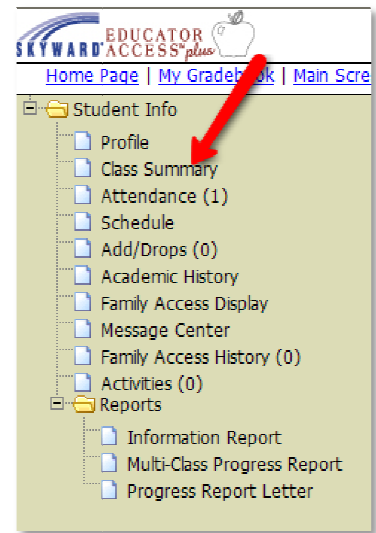 EDUCATOR
SKYWARD ACCESS plus
Home Page | My Gradebook | Main Scre
Student Info
Profile
Class Summary
Attendance (1)
Schedule
Add/Drops (0)
Academic History
Family Access Display
Message Center
Family Access History (0)
Activities (0)
Reports
Information Report
Multi-Class Progress Report
Progress Report Letter